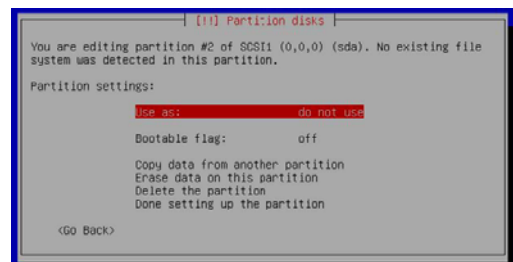 [!!] Partition disks
You are editing partition #2 of SCSI1 (0,0,0) (sda). No existing file
system was detected in this partition.
Partition settings:
Use as: do not use
Bootable flag: off
Copy data from another partition
Erase data on this partition
Delete the partition
Done setting up the partition
<Go Back>